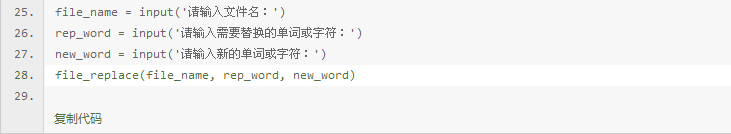 25. file_name = input('请输入文件名：')
26. rep_word = input('请输入需要替换的单词或字符：')
27. new_word = input('请输入新的单词或字符：')
28. file_replace(file_name, rep_word, new_word)
29.
复制代码